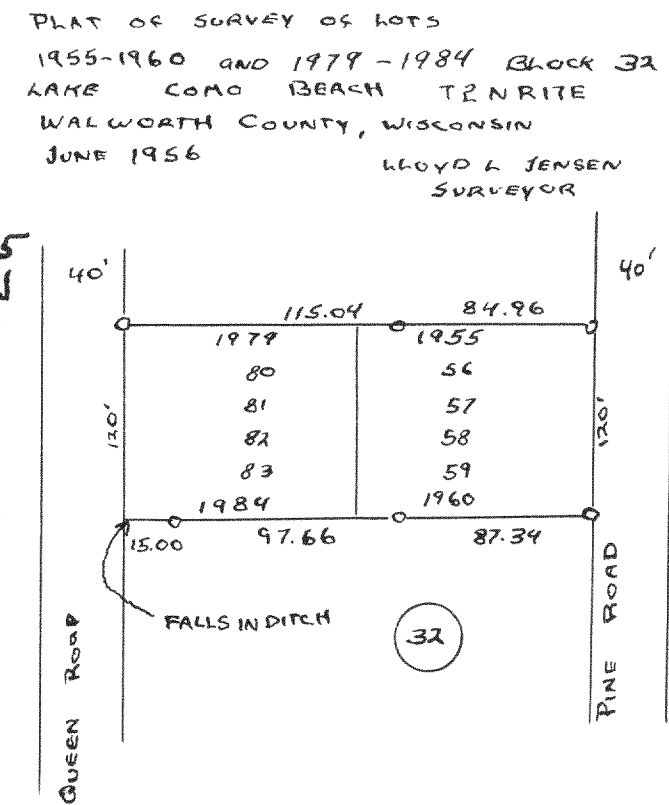 PLAT OF SURVEY OF LOTS
1955-1960 AND 1979-1984 BLOCK 32
LAKE COMO BEACH T2NR17E
WALWORTH COUNTY, WISCONSIN
JUNE 1956
LLOYD L JENSEN
SURVEYOR
5
40'
40'
115.04
84.96
1979
1955
80
56
81
57
120'
120'
82
58
83
59
1984
1960
15.00
97.66
87.34
FALLS IN DITCH
32
QUEEN ROAD
PINE ROAD